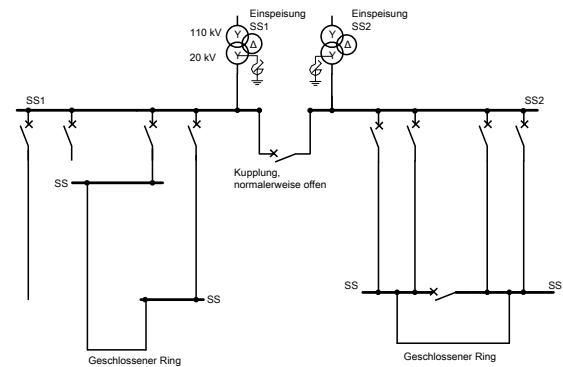 Einspeisung
SS1
Einspeisung
SS2
110 kV
Y
Δ
Y
Y
Δ
Y
20 kV
SS1
SS2
Kupplung,
normalerweise offen
SS
SS
SS
SS
Geschlossener Ring
Geschlossener Ring